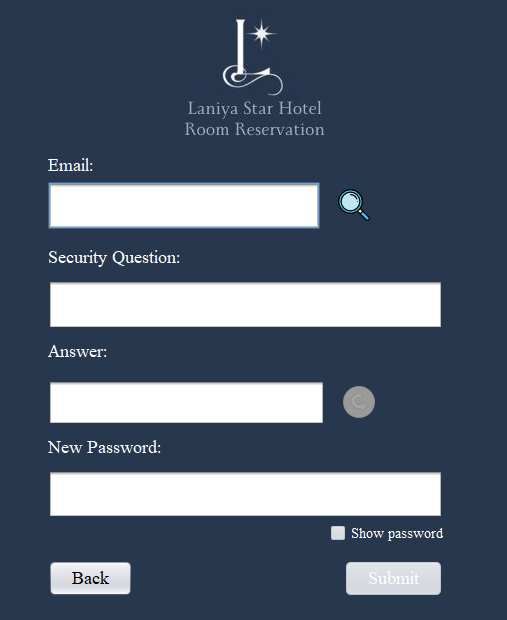 L
Laniya Star Hotel
Room Reservation
Email:
Security Question:
Answer:
New Password:
Show password
Back
Submit